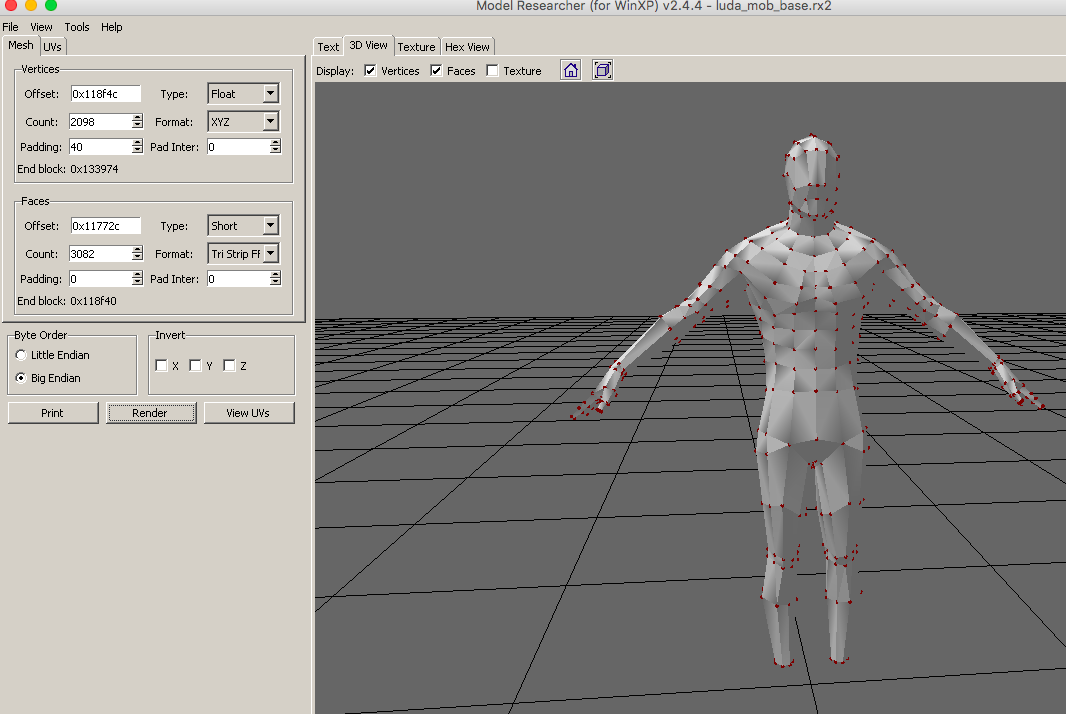 Model Researcher (for WinXP) v2.4.4 - luda_mob_base.rx2
File View Tools Help
Mesh UVs
Text 3D View Texture Hex View
Display: Vertices Faces Texture
Vertices
Offset: 0x118f4c Type: Float
Count: 2098 Format: XYZ
Padding: 40 Pad Inter: 0
End block: 0x133974
Faces
Offset: 0x11772c Type: Short
Count: 3082 Format: Tri Strip FF
Padding: 0 Pad Inter: 0
End block: 0x118f40
Byte Order Invert
Little Endian
Big Endian X Y Z
Print Render View UVs